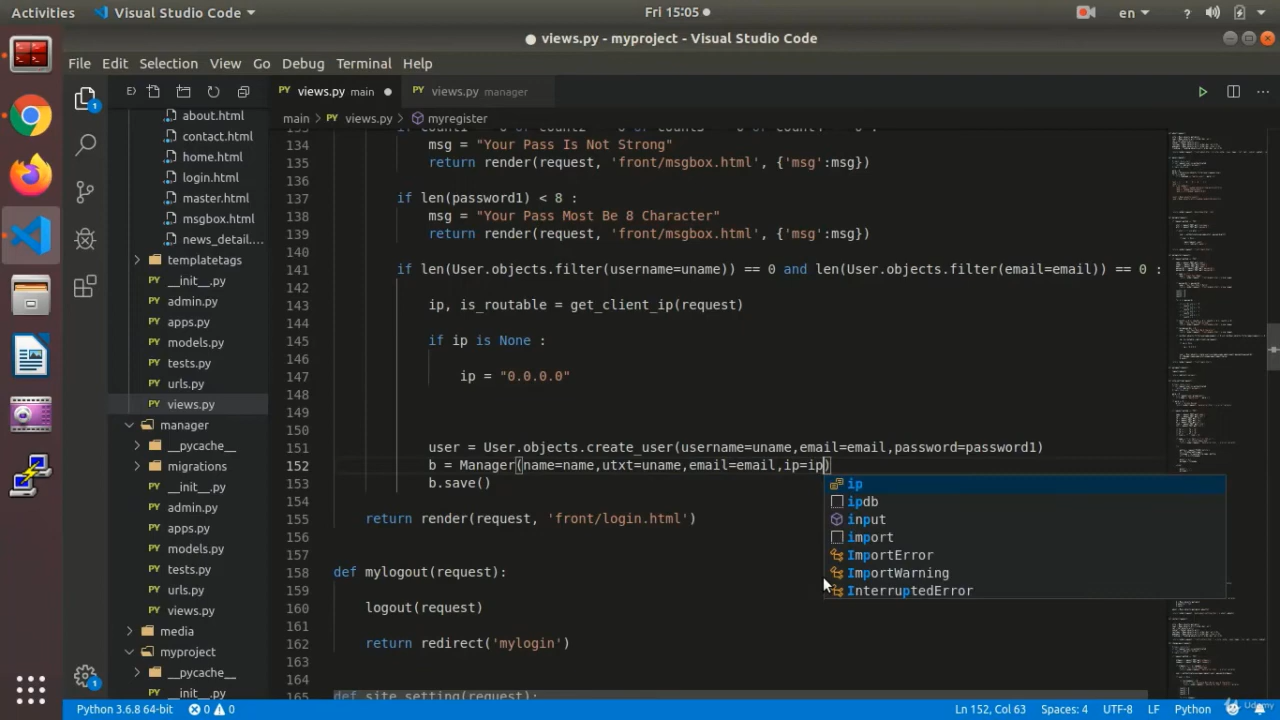 Activities
Visual Studio Code
Fri 15:05
en
views.py - myproject - Visual Studio Code
File Edit Selection View Go Debug Terminal Help
views.py main
views.py manager
main > views.py > myregister
about.html
contact.html
home.html
login.html
master.html
msgbox.html
news_detail....
templatetags
__init__.py
admin.py
apps.py
models.py
tests.py
urls.py
views.py
manager
__pycache__
migrations
__init__.py
admin.py
apps.py
models.py
tests.py
urls.py
views.py
media
myproject
__pycache__
__init__.py
134 msg = "Your Pass Is Not Strong"
135 return render(request, 'front/msgbox.html', {'msg':msg})
136
137 if len(password1) < 8 :
138 msg = "Your Pass Most Be 8 Character"
139 return render(request, 'front/msgbox.html', {'msg':msg})
140
141 if len(User.objects.filter(username=uname)) == 0 and len(User.objects.filter(email=email)) == 0 :
142
143 ip, is_routable = get_client_ip(request)
144
145 if ip is None :
146
147 ip = "0.0.0.0"
148
149
150
151 user = User.objects.create_user(username=uname,email=email,password=password1)
152 b = Manager(name=name,utxt=uname,email=email,ip=ip)
153 b.save()
154
155 return render(request, 'front/login.html')
156
157
158 def mylogout(request):
159
160 logout(request)
161
162 return redirect('mylogin')
163
164
165 def site_setting(request):
ip
ipdb
input
import
ImportError
ImportWarning
InterruptedError
Python 3.6.8 64-bit
0
0
Ln 152, Col 63
Spaces: 4
UTF-8
LF
Python
Udemy